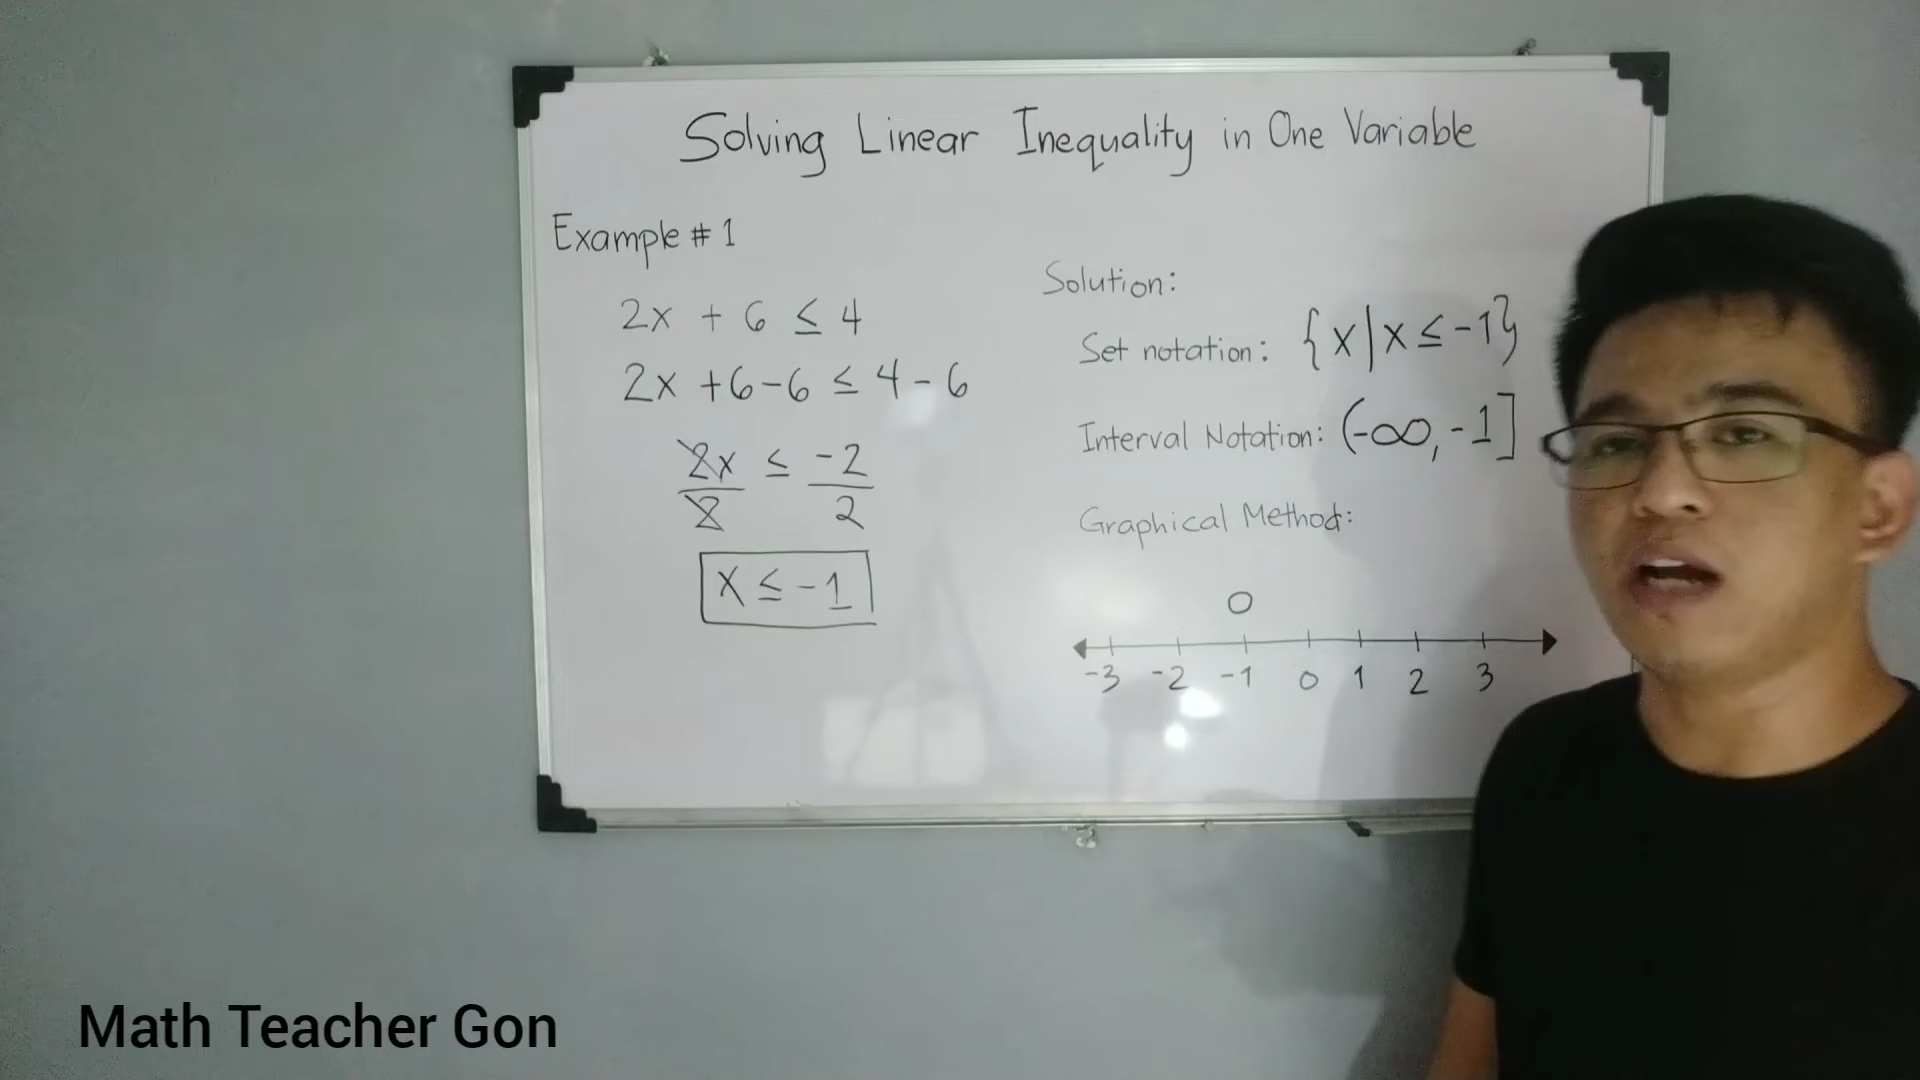 Solving Linear Inequality in One Variable
Example # 1
2x + 6 ≤ 4
2x + 6 - 6 ≤ 4 - 6
2x ≤ -2
2 2
x ≤ -1
Solution:
Set notation: {x|x ≤ -1}
Interval Notation: (-∞, -1]
Graphical Method:
-3 -2 -1 0 1 2 3
Math Teacher Gon